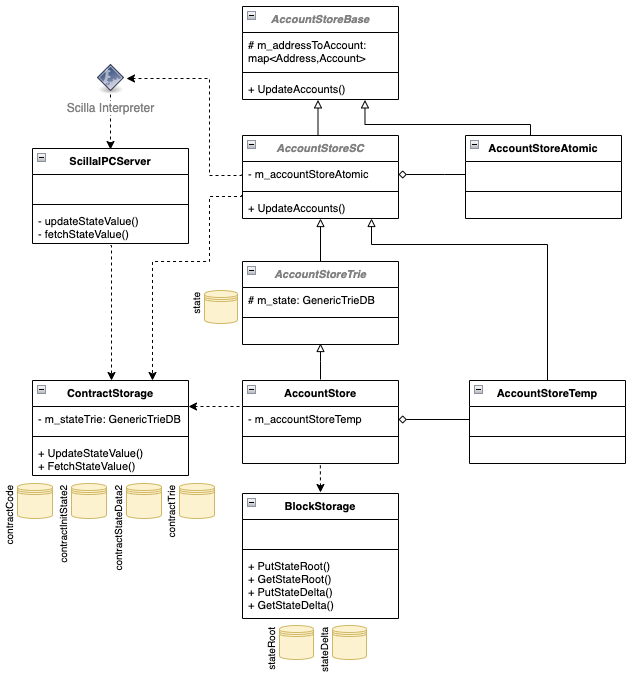 AccountStoreBase
# m_addressToAccount:
map<Address,Account>
+ UpdateAccounts()
Scilla Interpreter
ScillaIPCServer
- updateStateValue()
- fetchStateValue()
AccountStoreSC
- m_accountStoreAtomic
+ UpdateAccounts()
AccountStoreAtomic
AccountStoreTrie
# m_state: GenericTrieDB
state
ContractStorage
- m_stateTrie: GenericTrieDB
+ UpdateStateValue()
+ FetchStateValue()
AccountStore
- m_accountStoreTemp
AccountStoreTemp
contractCode
contractInitState2
contractStateData2
contractTrie
BlockStorage
+ PutStateRoot()
+ GetStateRoot()
+ PutStateDelta()
+ GetStateDelta()
stateRoot
stateDelta